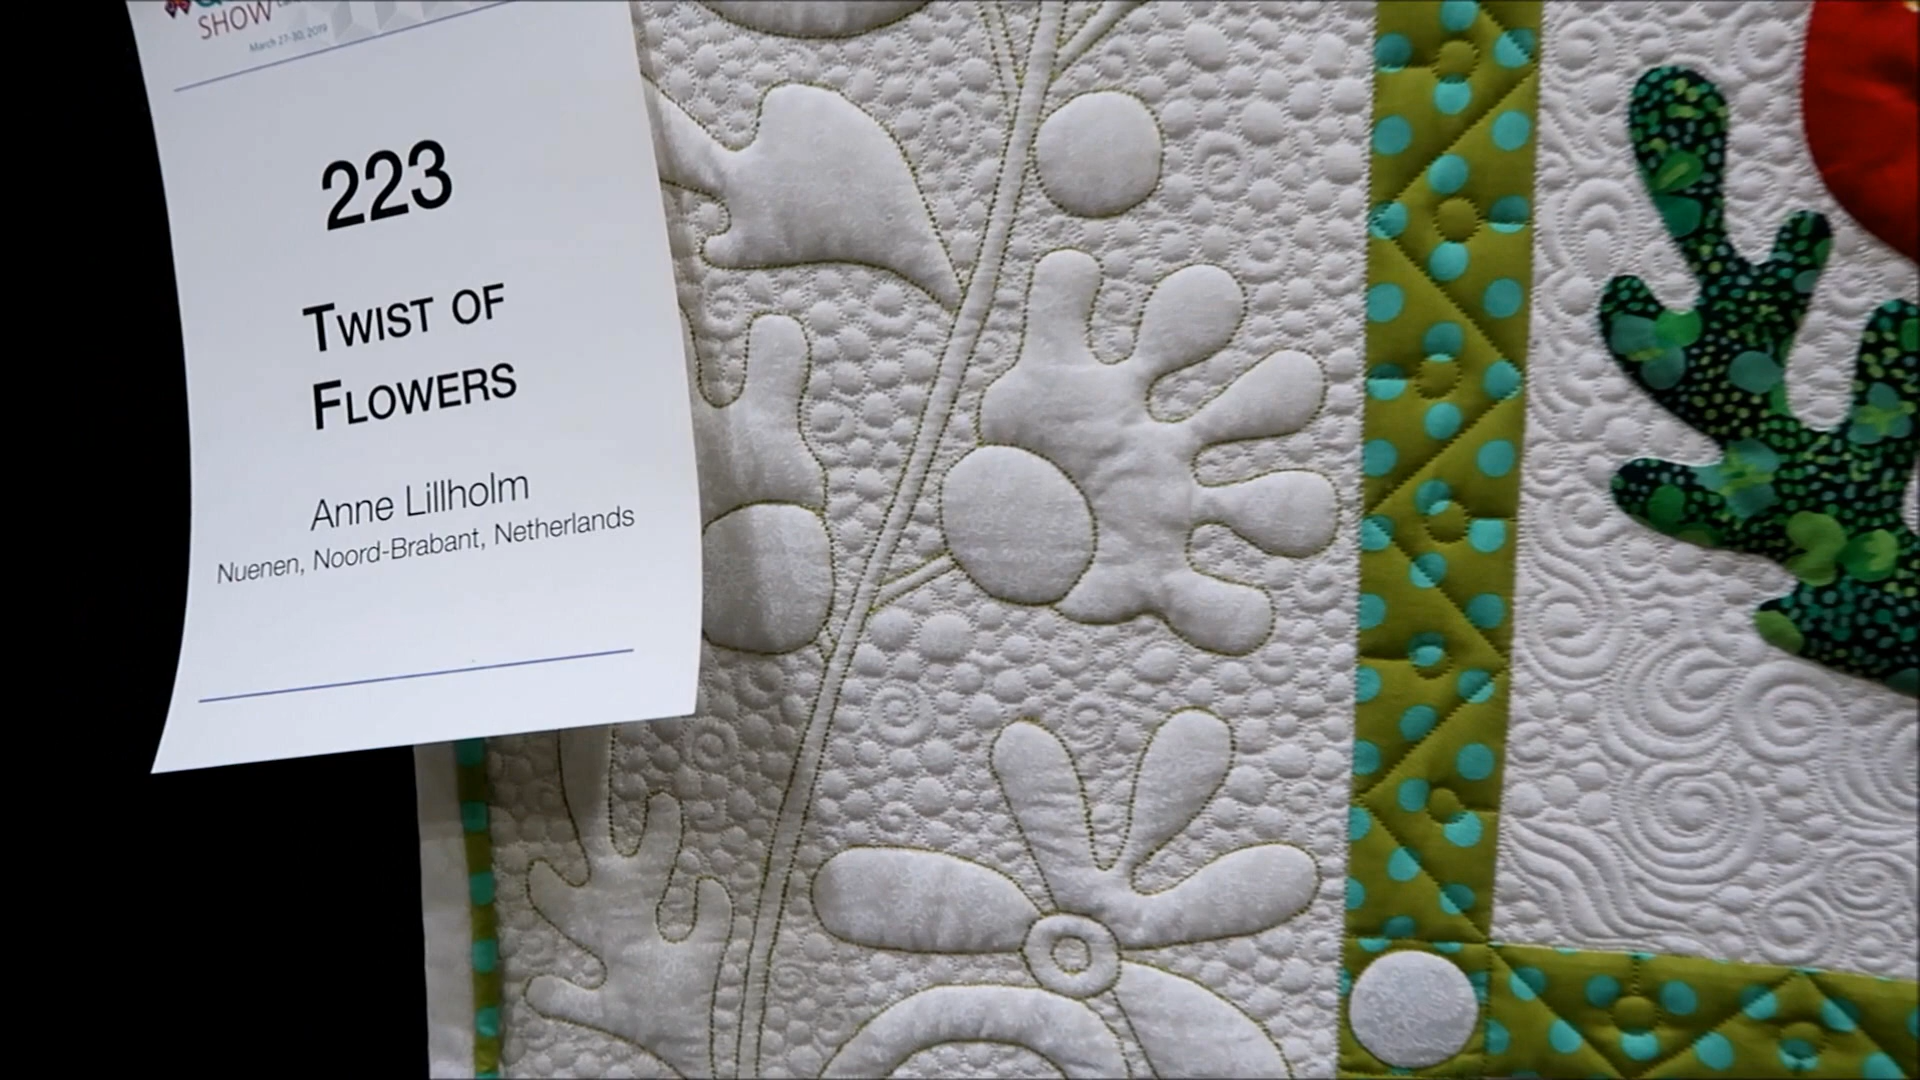 SHOW
March 27-30, 2019
223
TWIST OF
FLOWERS
Anne Lillholm
Nuenen, Noord-Brabant, Netherlands